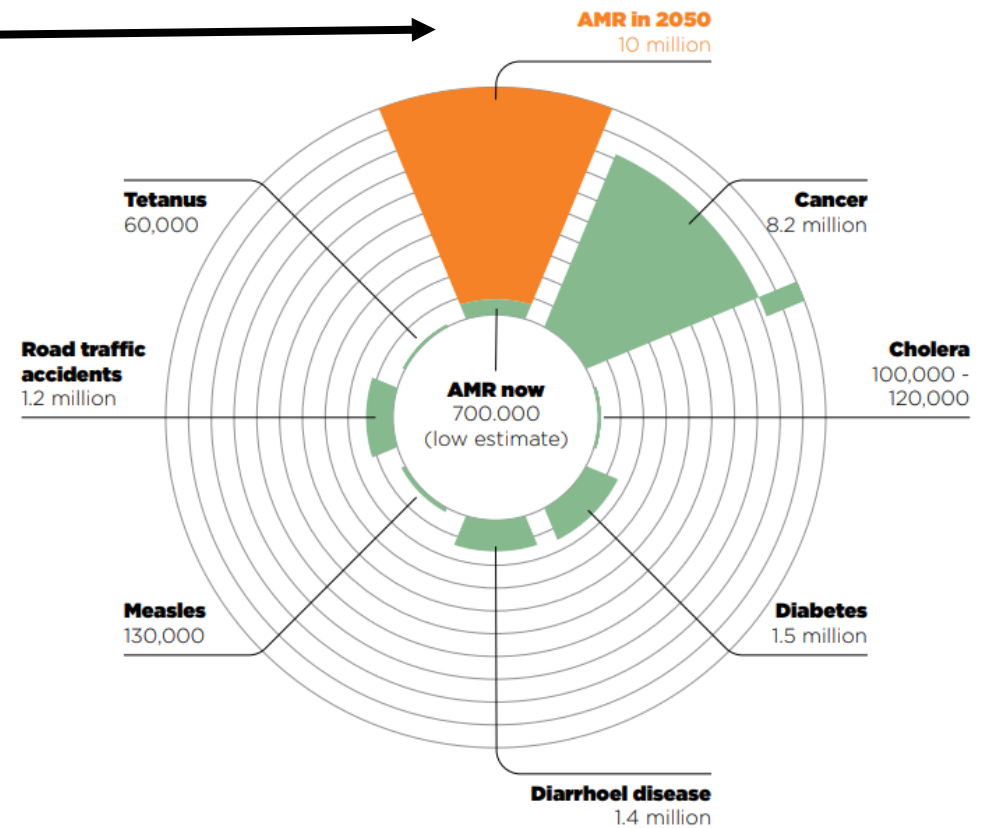 AMR in 2050
10 million
Tetanus
60,000
Cancer
8.2 million
Road traffic
accidents
1.2 million
Cholera
100,000 -
120,000
AMR now
700.000
(low estimate)
Measles
130,000
Diabetes
1.5 million
Diarrhoel disease
1.4 million